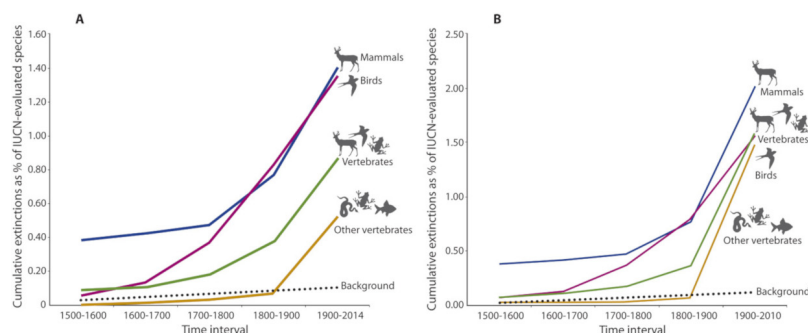 A
Cumulative extinctions as % of IUCN-evaluated species
1.60
1.40
1.20
1.00
0.80
0.60
0.40
0.20
0.00
Mammals
Birds
Vertebrates
Other vertebrates
Background
1500-1600
1600-1700
1700-1800
1800-1900
1900-2014
Time interval
B
Cumulative extinctions as % of IUCN-evaluated species
2.50
2.00
1.50
1.00
0.50
0.00
Mammals
Vertebrates
Birds
Other vertebrates
Background
1500-1600
1600-1700
1700-1800
1800-1900
1900-2010
Time interval